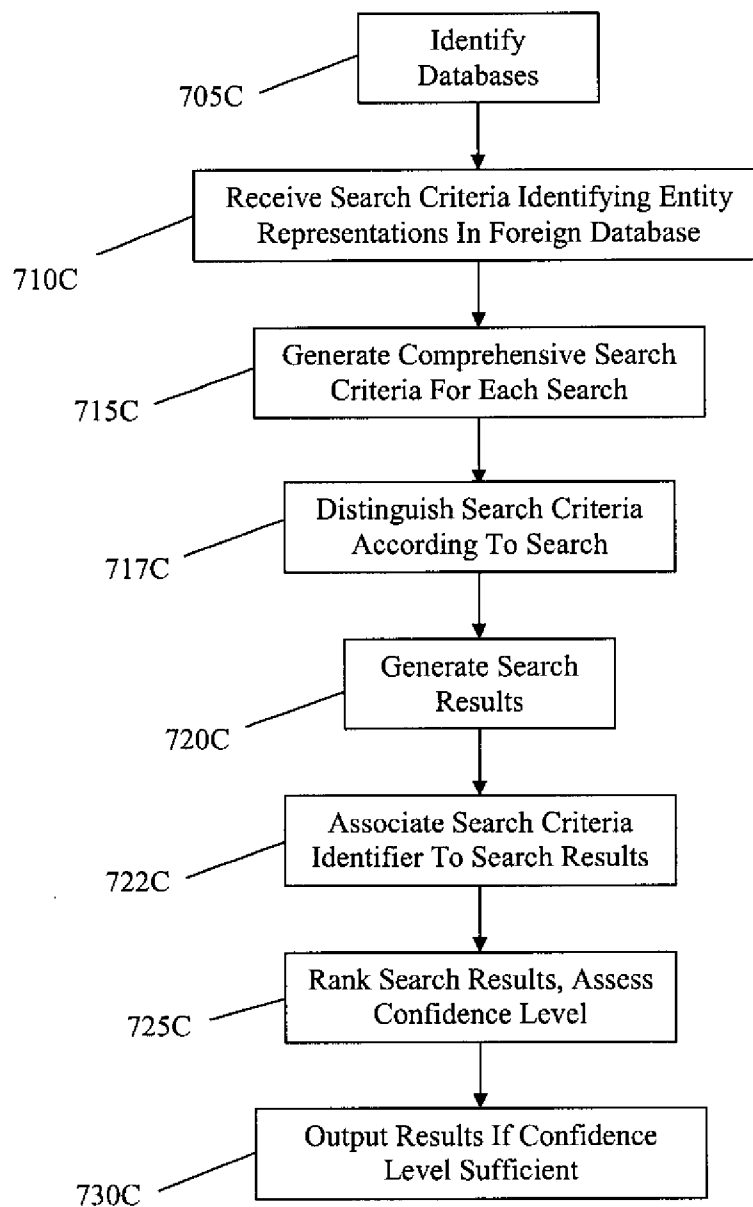 Identify
Databases
705C
Receive Search Criteria Identifying Entity
Representations In Foreign Database
710C
Generate Comprehensive Search
Criteria For Each Search
715C
Distinguish Search Criteria
According To Search
717C
Generate Search
Results
720C
Associate Search Criteria
Identifier To Search Results
722C
Rank Search Results, Assess
Confidence Level
725C
Output Results If Confidence
Level Sufficient
730C